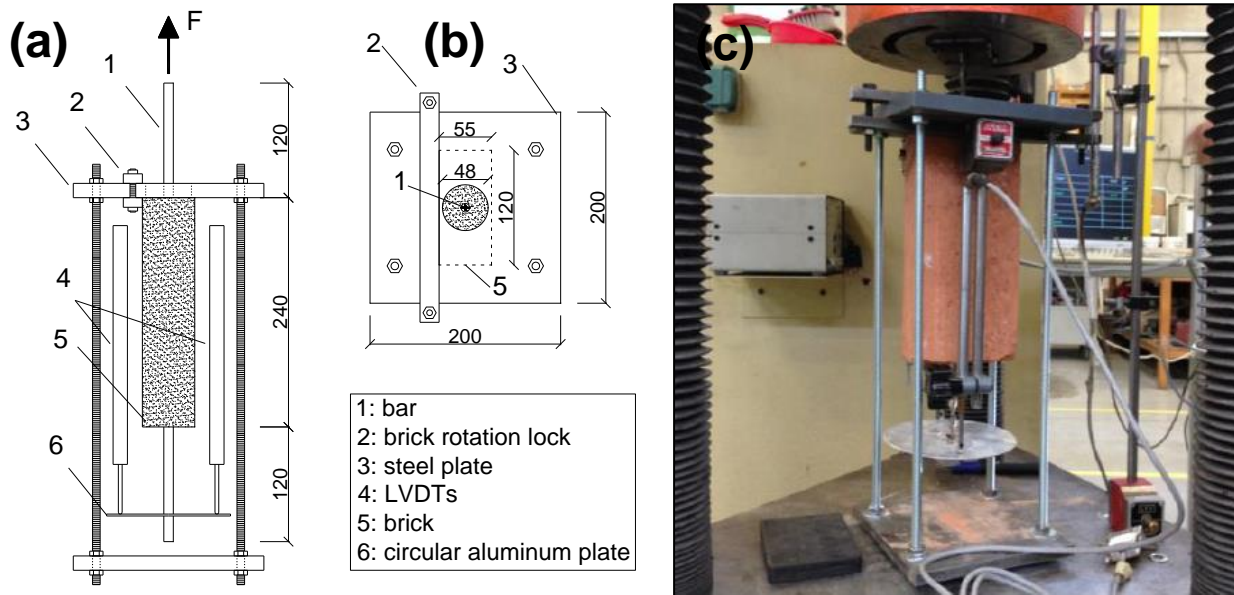 (a)
F
1
2
3
4
5
6
120
240
120
(b)
2
3
55
48
1
120
200
5
200
1: bar
2: brick rotation lock
3: steel plate
4: LVDTs
5: brick
6: circular aluminum plate
(c)